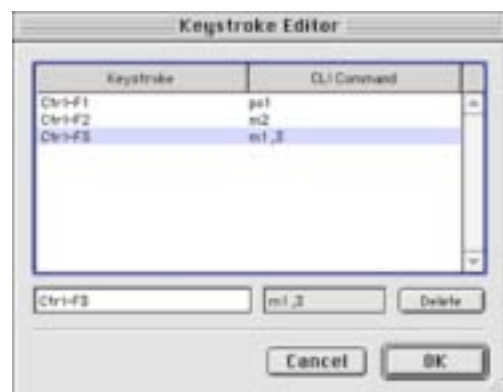 Keystroke Editor
Keystroke CLI Command
Ctrl-F1 po1
Ctrl-F2 m2
Ctrl-F3 m1,3
Ctrl-F3 m1,3 Delete
Cancel OK